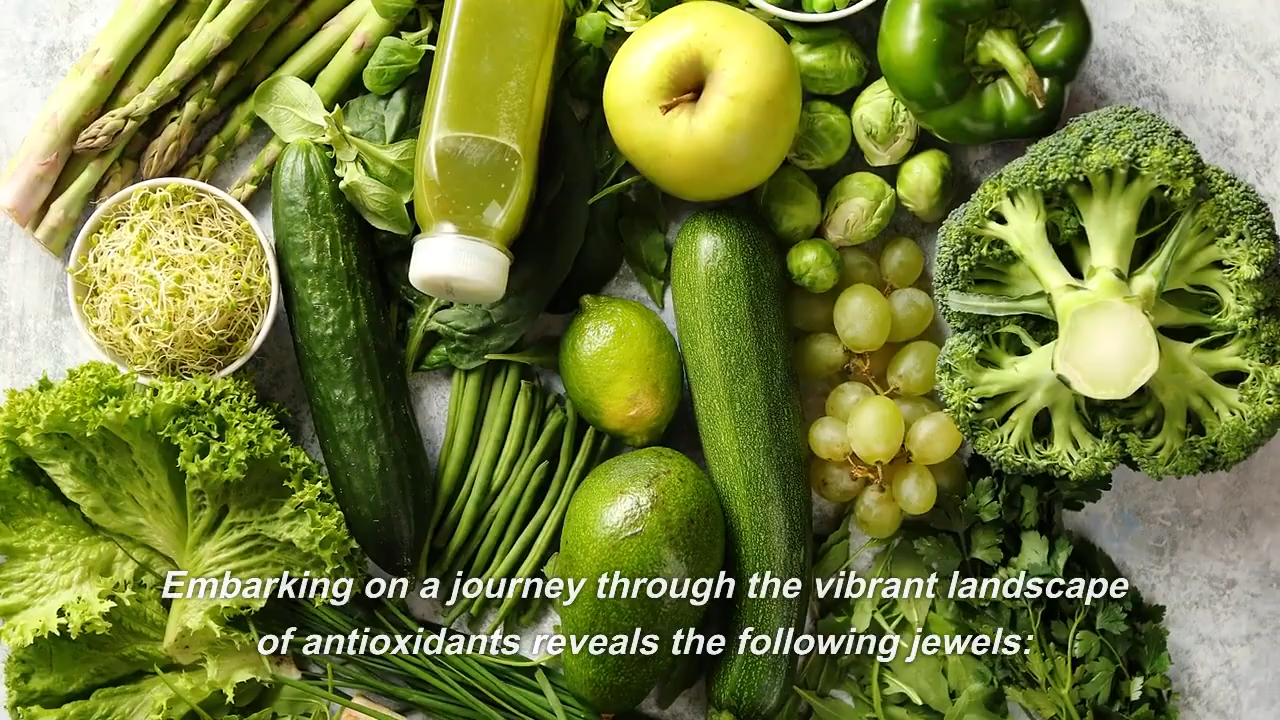 Embarking on a journey through the vibrant landscape
of antioxidants reveals the following jewels: